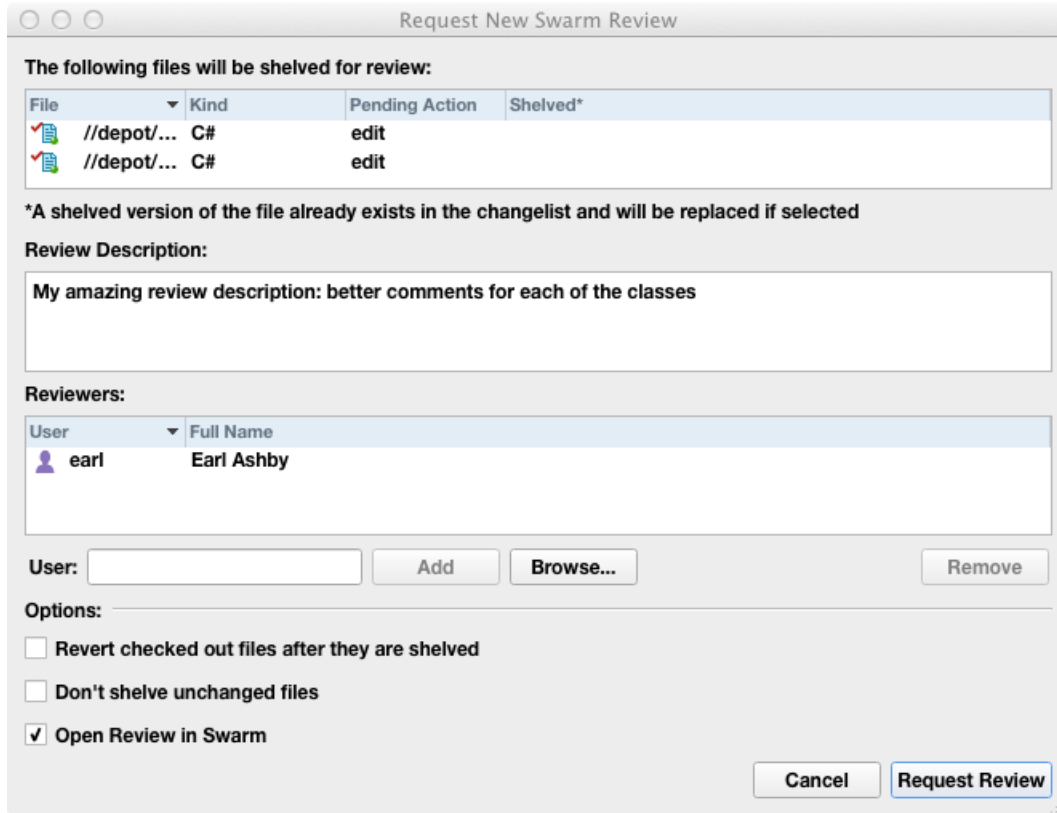 Request New Swarm Review
The following files will be shelved for review:
File Kind Pending Action Shelved*
//depot/... C# edit
//depot/... C# edit
*A shelved version of the file already exists in the changelist and will be replaced if selected
Review Description:
My amazing review description: better comments for each of the classes
Reviewers:
User Full Name
earl Earl Ashby
User: Add Browse... Remove
Options:
Revert checked out files after they are shelved
Don't shelve unchanged files
Open Review in Swarm
Cancel Request Review